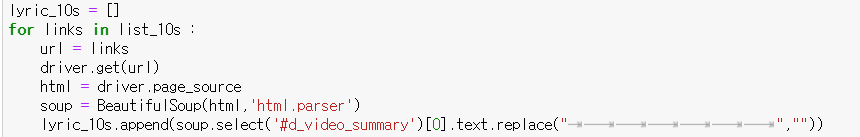 lyric_10s = []
for links in list_10s :
    url = links
    driver.get(url)
    html = driver.page_source
    soup = BeautifulSoup(html,'html.parser')
    lyric_10s.append(soup.select('#d_video_summary')[0].text.replace("→→→→→→→",""))